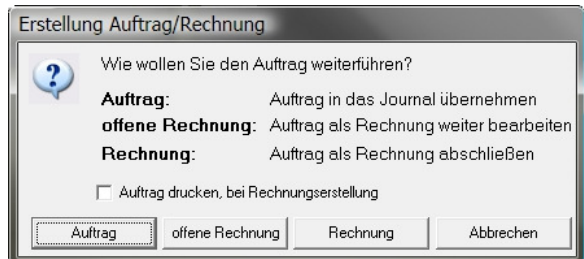 Erstellung Auftrag/Rechnung
Wie wollen Sie den Auftrag weiterführen?
Auftrag: Auftrag in das Journal übernehmen
offene Rechnung: Auftrag als Rechnung weiter bearbeiten
Rechnung: Auftrag als Rechnung abschließen
Auftrag drucken, bei Rechnungserstellung
Auftrag offene Rechnung Rechnung Abbrechen